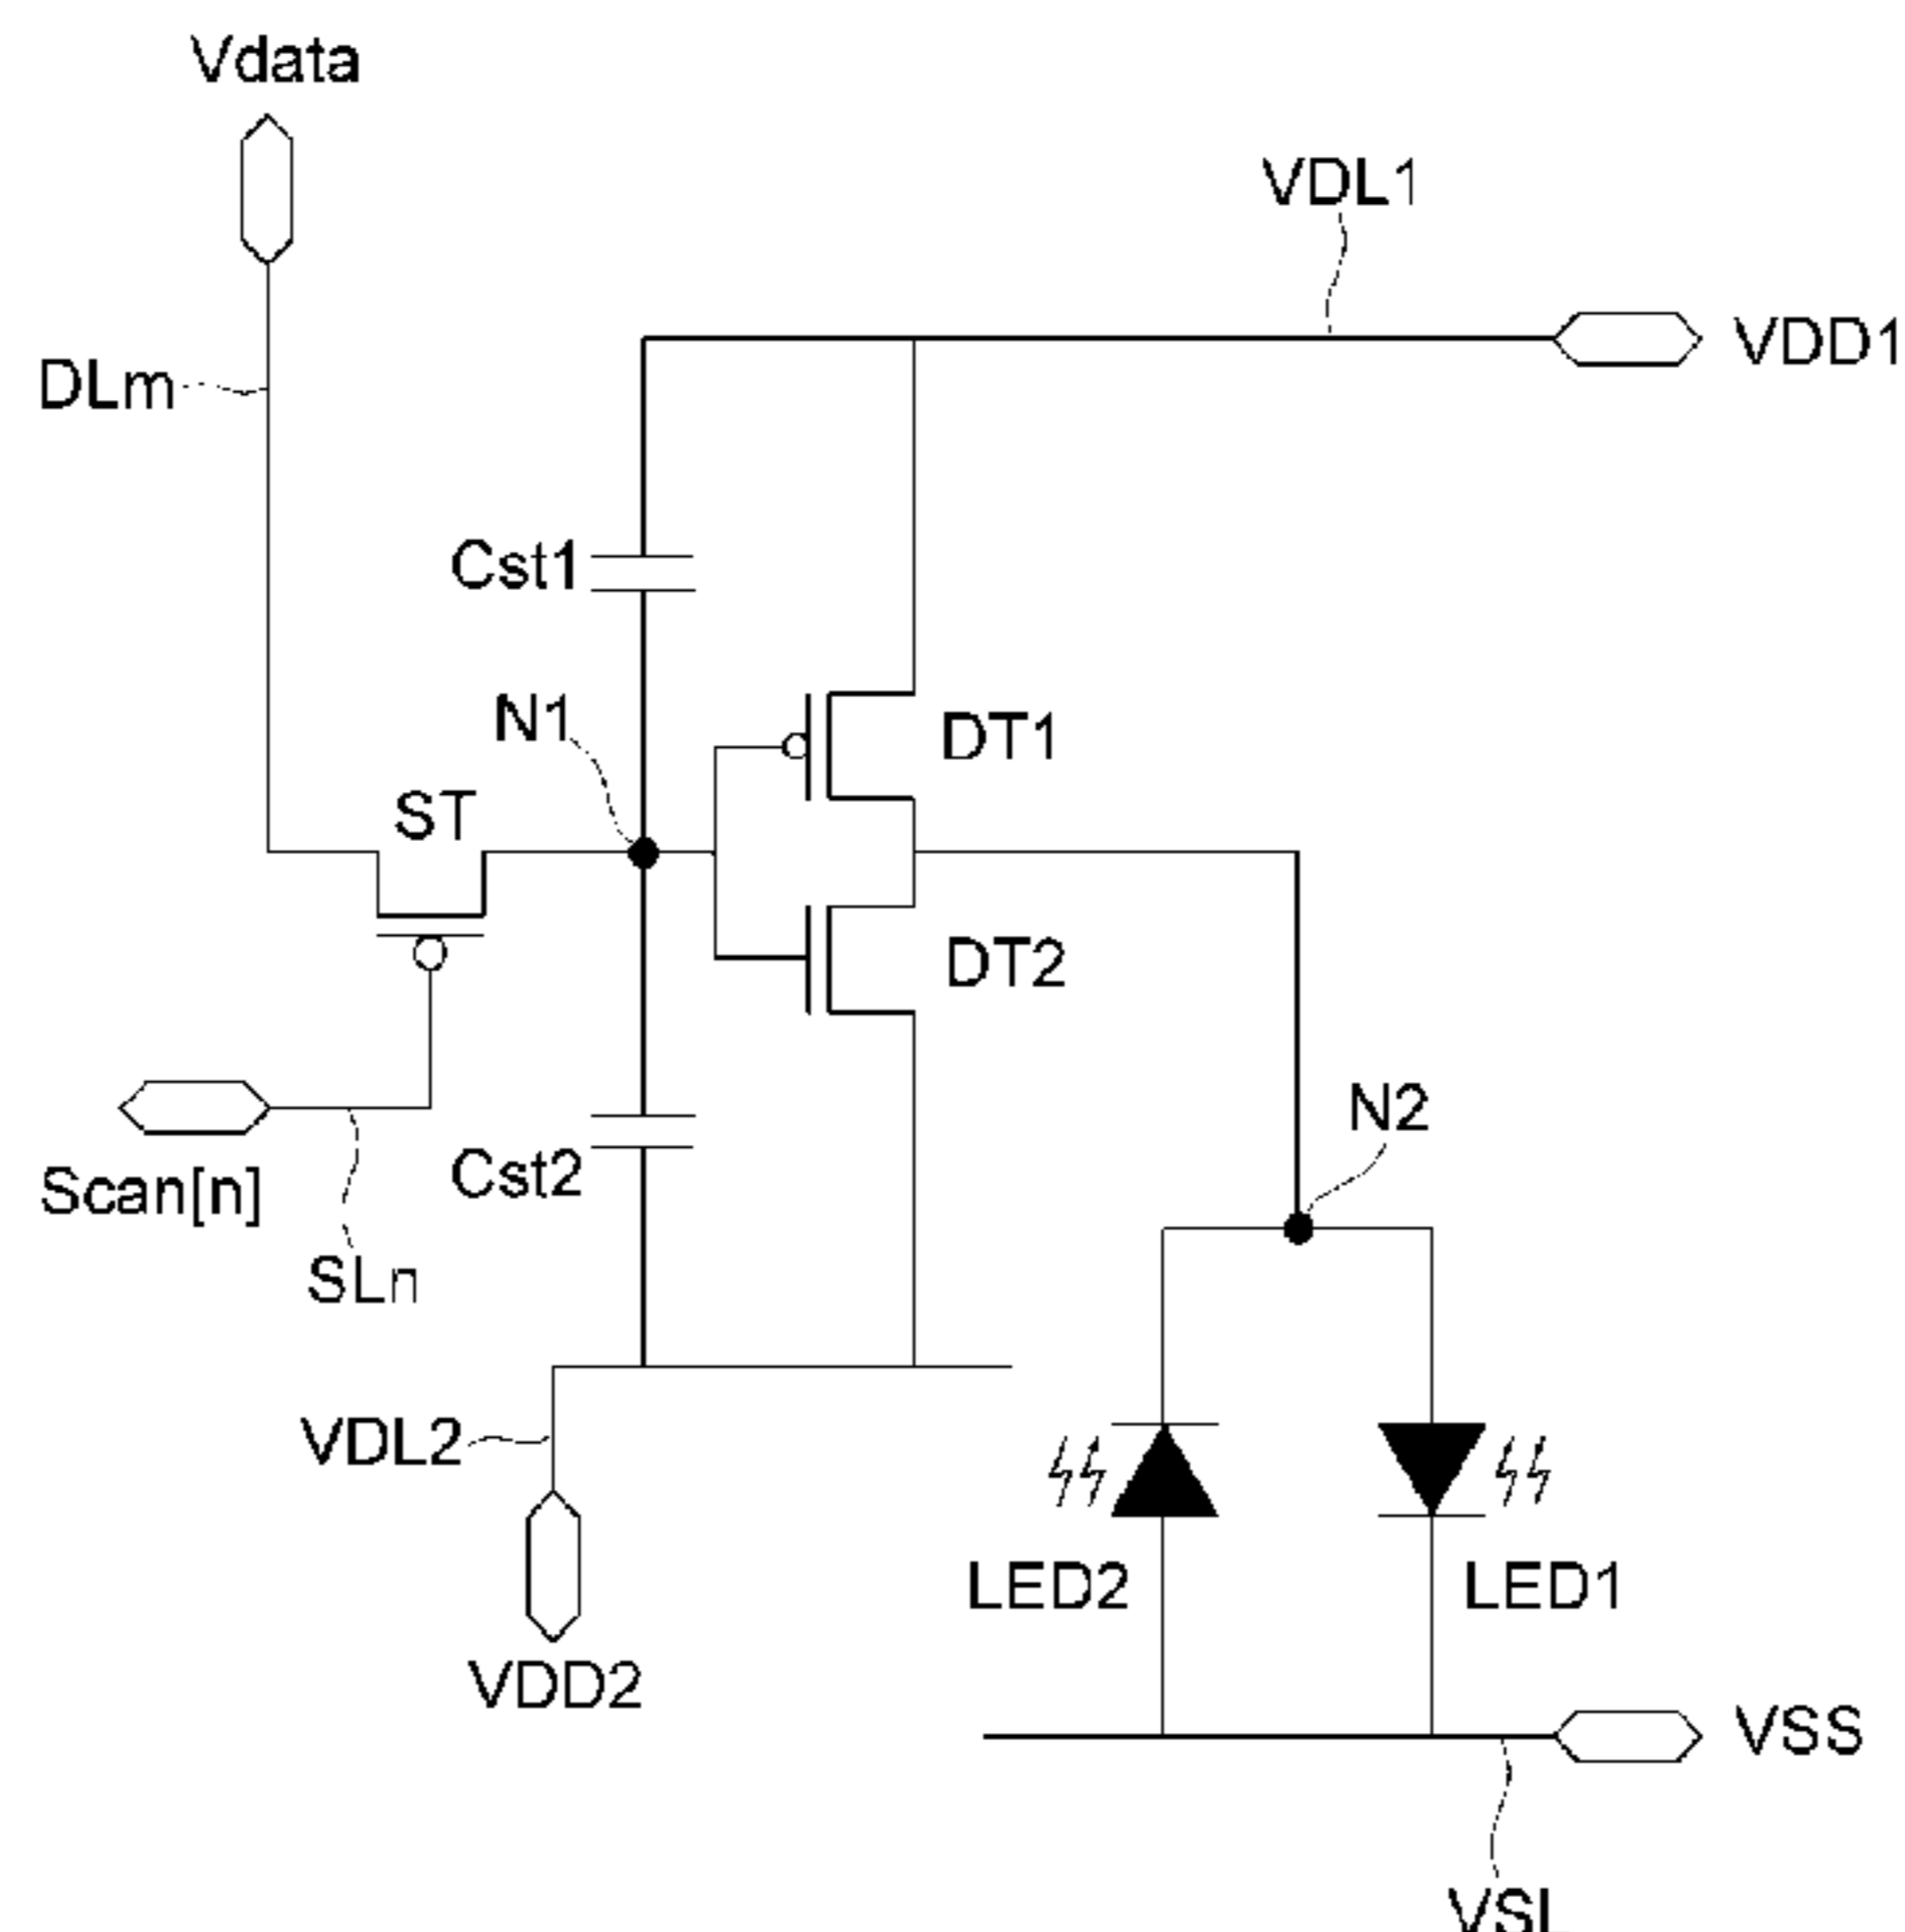 Vdata
VDL1
VDD1
DLm
Cst1
N1
DT1
ST
DT2
N2
Cst2
Scan[n]
SLn
VDL2
LED2
LED1
VDD2
VSS
VSL